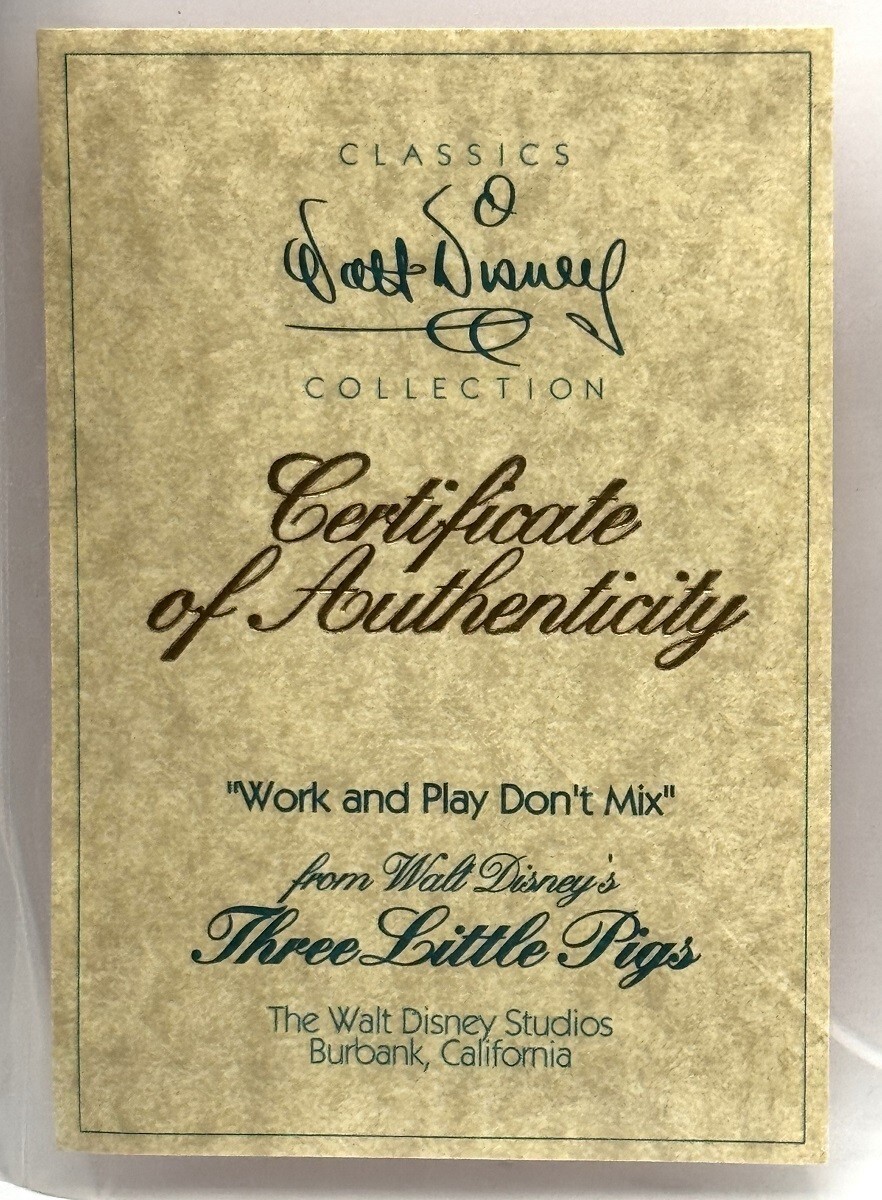 CLASSICS
Walt Disney
COLLECTION
Certificate
of Authenticity
"Work and Play Don't Mix"
from Walt Disney's
Three Little Pigs
The Walt Disney Studios
Burbank, California